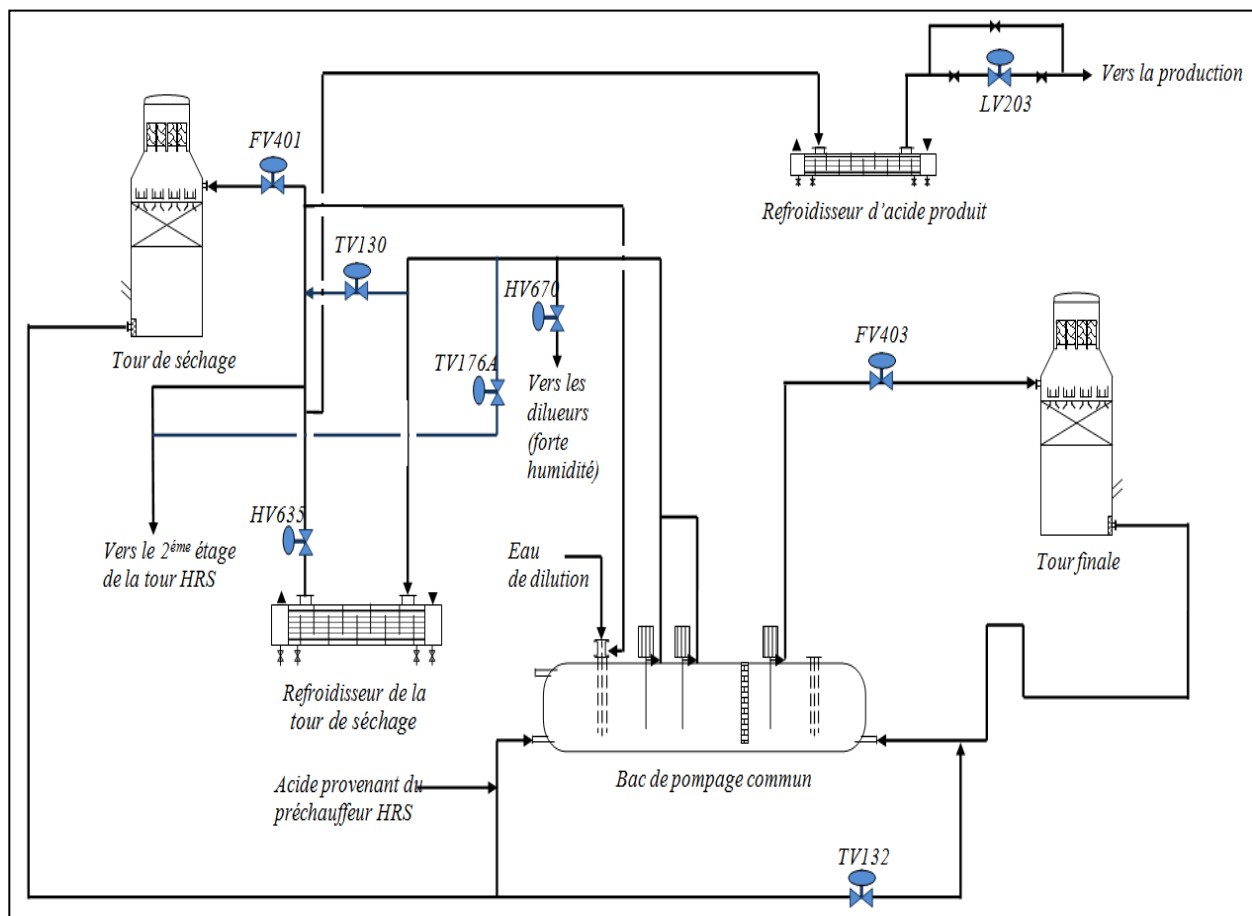 Vers la production
LV203
FV401
Refroidisseur d'acide produit
TV130
HV670
FV403
Tour de séchage
TV176A
Vers les
dilueurs
(forte
humidité)
HV635
Vers le 2éme étage
de la tour HRS
Eau
de dilution
Tour finale
Refroidisseur de la
tour de séchage
Bac de pompage commun
Acide provenant du
préchauffeur HRS
TV132